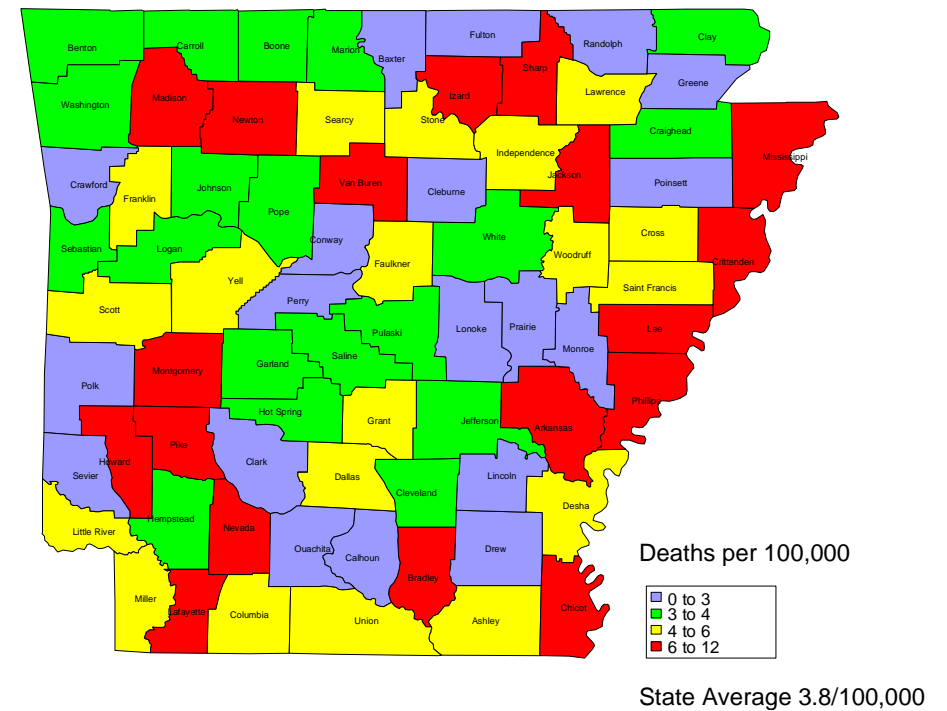 Benton
Carroll
Boone
Marion
Baxter
Fulton
Randolph
Clay
Sharp
Izard
Lawrence
Greene
Washington
Madison
Newton
Searcy
Stone
Independence
Jackson
Craighead
Mississippi
Crawford
Franklin
Johnson
Pope
Van Buren
Cleburne
Poinsett
Sebastian
Logan
Conway
Faulkner
White
Woodruff
Cross
Crittenden
Scott
Yell
Perry
Pulaski
Lonoke
Prairie
Monroe
Saint Francis
Lee
Polk
Montgomery
Garland
Saline
Hot Spring
Grant
Jefferson
Arkansas
Phillips
Sevier
Howard
Pike
Clark
Dallas
Cleveland
Lincoln
Desha
Little River
Hempstead
Nevada
Ouachita
Calhoun
Bradley
Drew
Chicot
Miller
Lafayette
Columbia
Union
Ashley
Deaths per 100,000
0 to 3
3 to 4
4 to 6
6 to 12
State Average 3.8/100,000